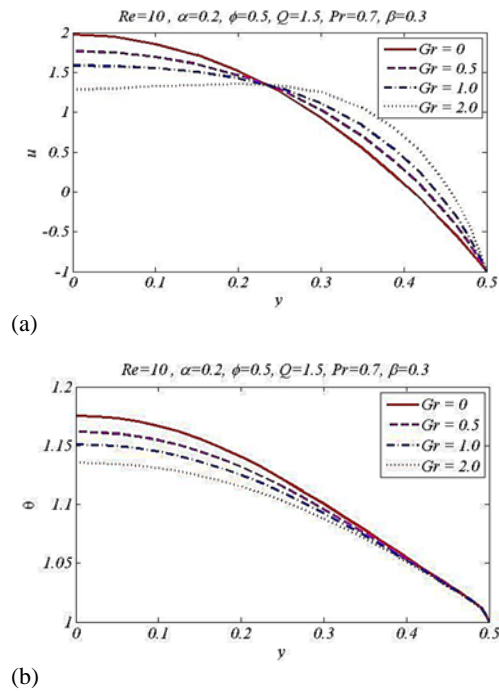 Re=10 , α=0.2, ϕ=0.5, Q=1.5, Pr=0.7, β=0.3
2
1.5
1
0.5
0
-0.5
-1
u
Gr = 0
Gr = 0.5
Gr = 1.0
Gr = 2.0
0 0.1 0.2 0.3 0.4 0.5
y
(a)
Re=10 , α=0.2, ϕ=0.5, Q=1.5, Pr=0.7, β=0.3
1.2
1.15
1.1
1.05
1
θ
Gr = 0
Gr = 0.5
Gr = 1.0
Gr = 2.0
0 0.1 0.2 0.3 0.4 0.5
y
(b)